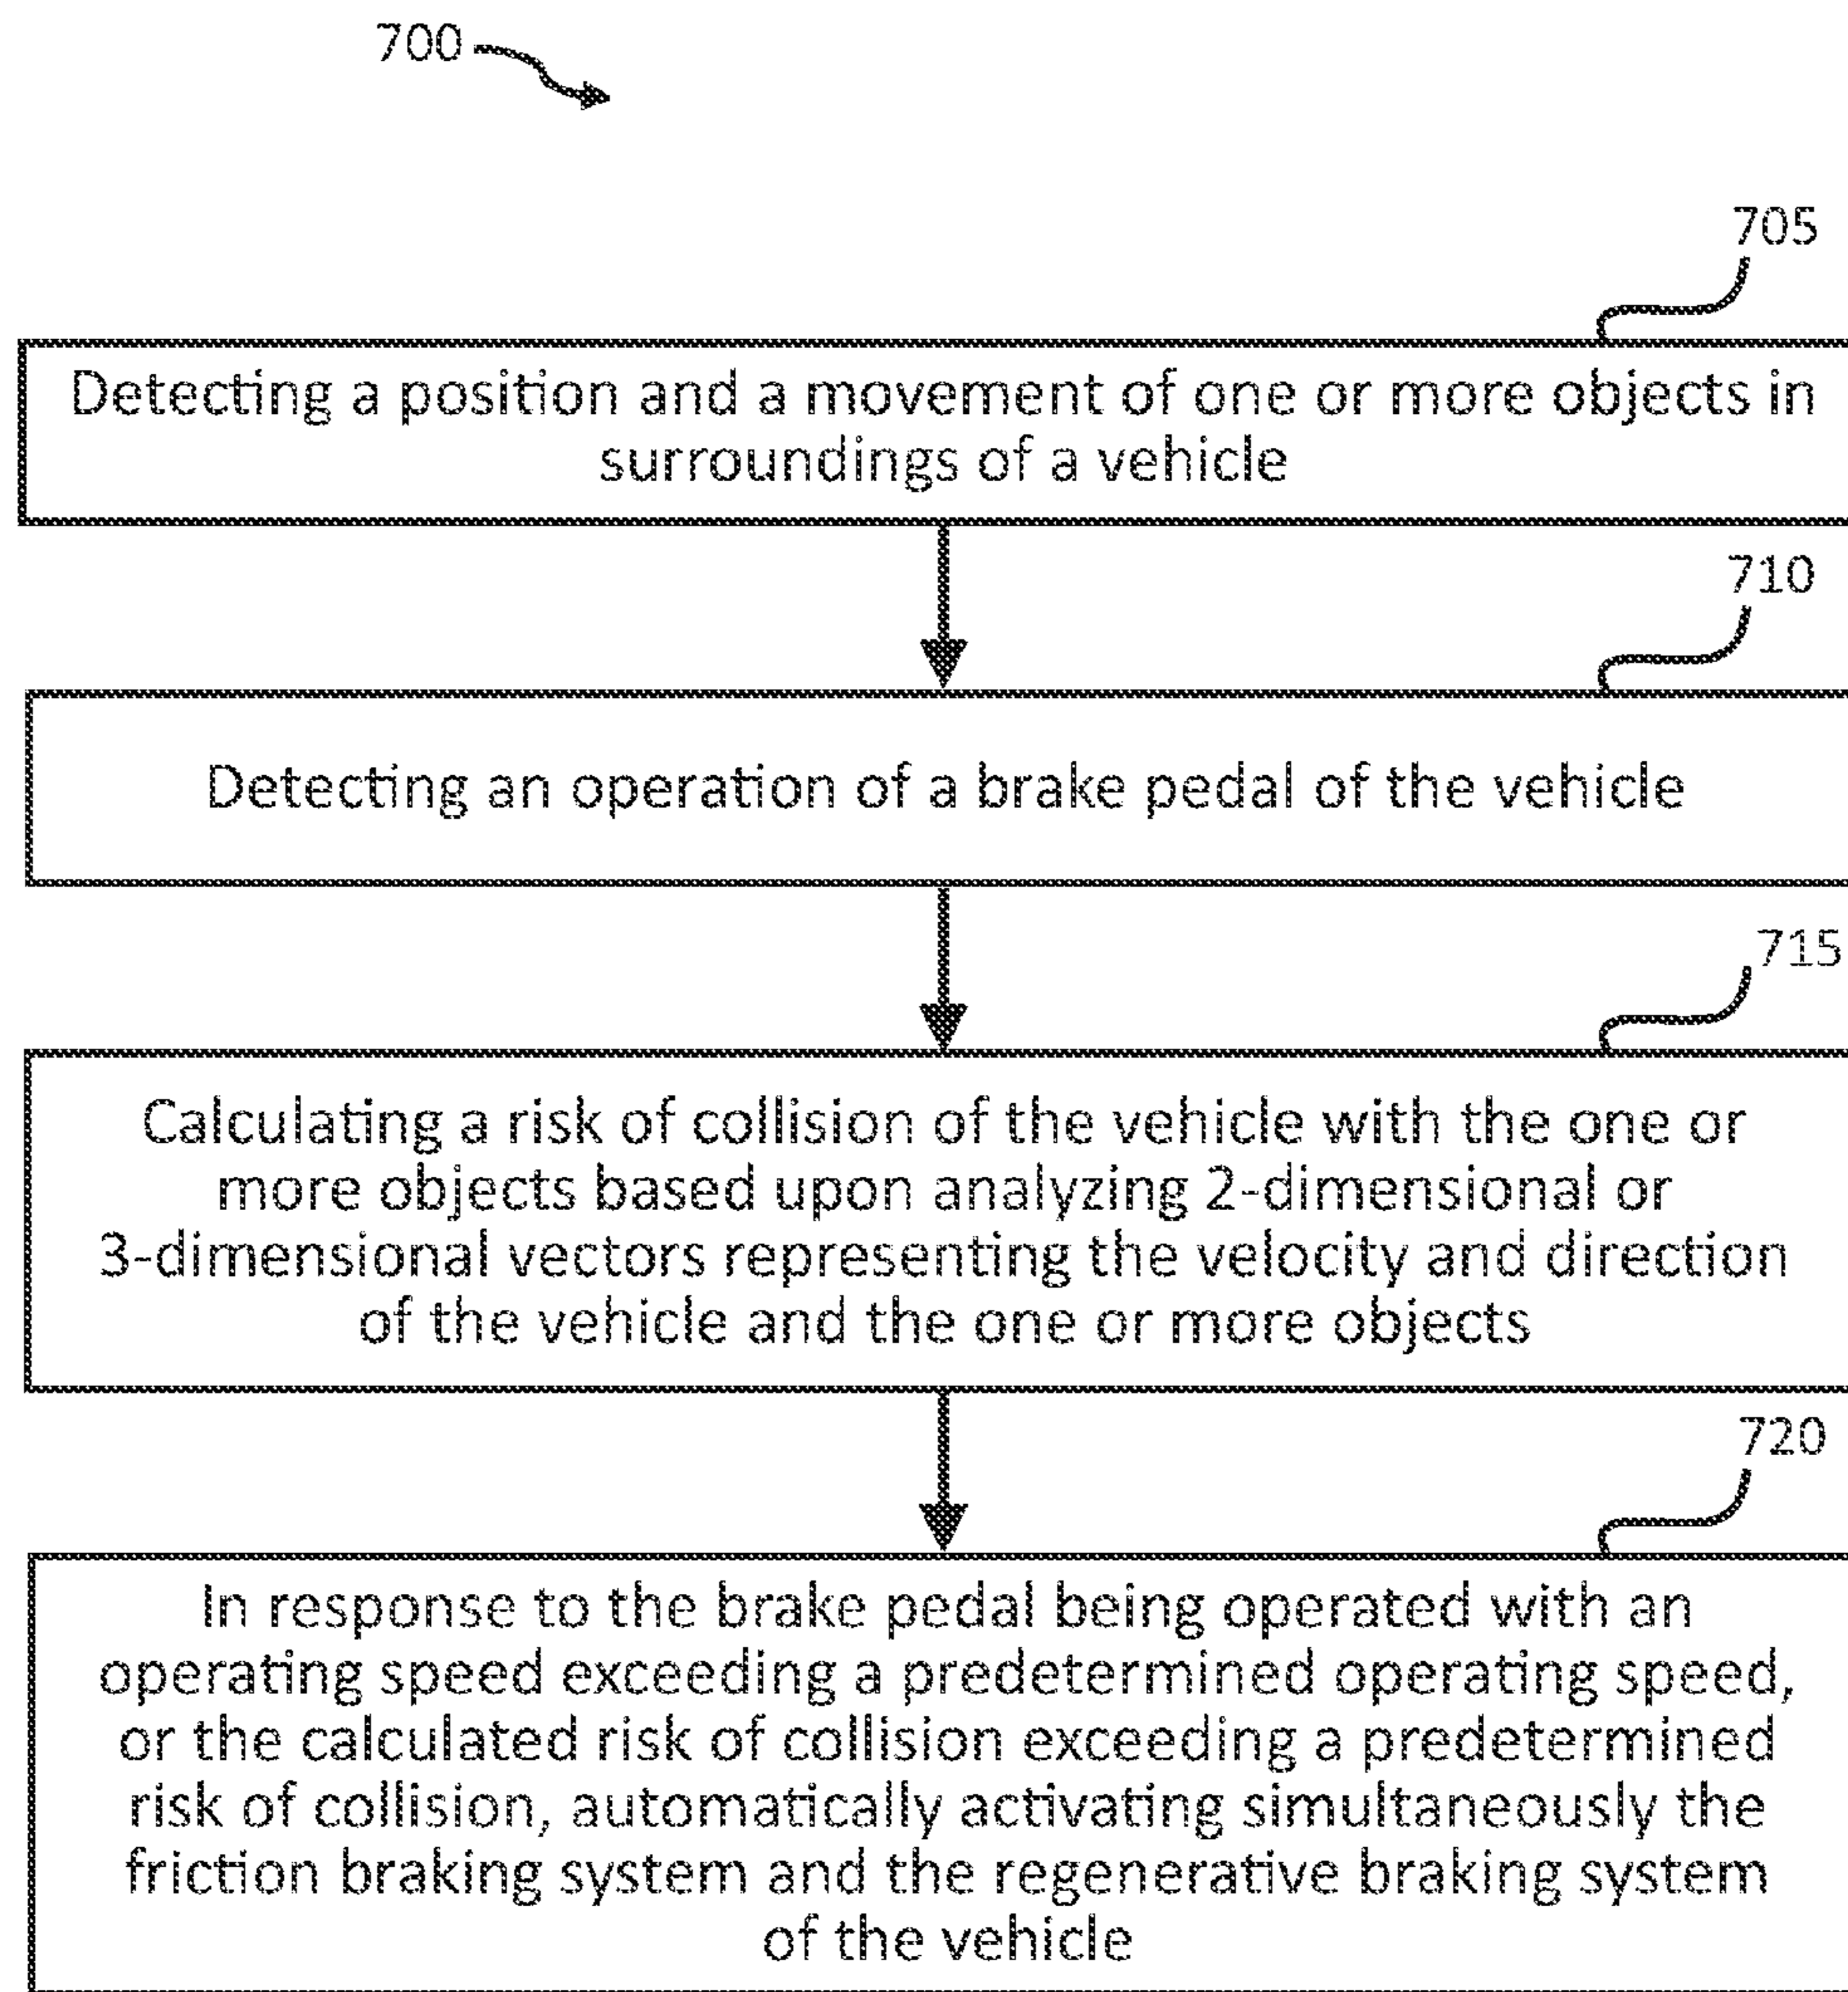 700
705
Detecting a position and a movement of one or more objects in
surroundings of a vehicle
710
Detecting an operation of a brake pedal of the vehicle
715
Calculating a risk of collision of the vehicle with the one or
more objects based upon analyzing 2-dimensional or
3-dimensional vectors representing the velocity and direction
of the vehicle and the one or more objects
720
In response to the brake pedal being operated with an
operating speed exceeding a predetermined operating speed,
or the calculated risk of collision exceeding a predetermined
risk of collision, automatically activating simultaneously the
friction braking system and the regenerative braking system
of the vehicle